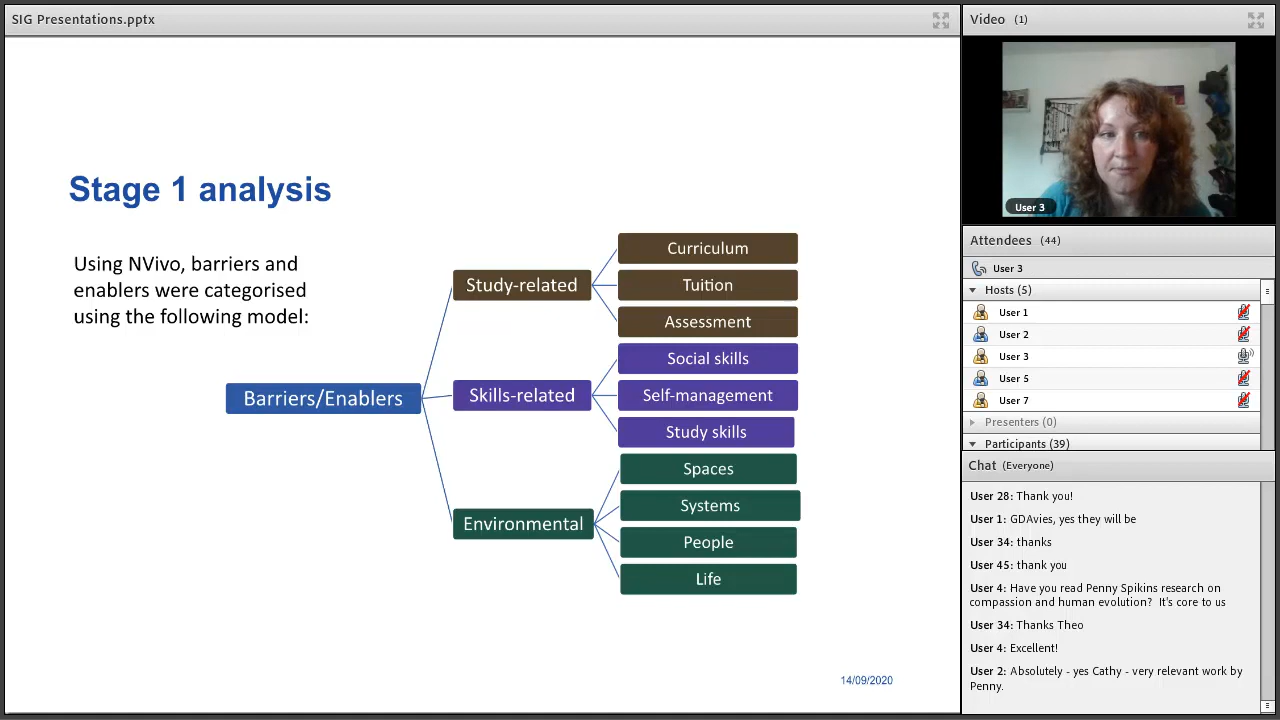 SIG Presentations.pptx
Stage 1 analysis
Using NVivo, barriers and
enablers were categorised
using the following model:
Barriers/Enablers
Study-related
Skills-related
Environmental
Curriculum
Tuition
Assessment
Social skills
Self-management
Study skills
Spaces
Systems
People
Life
14/09/2020
Video (1)
User 3
Attendees (44)
User 3
Hosts (5)
User 1
User 2
User 3
User 5
User 7
Presenters (0)
Participants (39)
Chat (Everyone)
User 28: Thank you!
User 1: GDAvies, yes they will be
User 34: thanks
User 45: thank you
User 4: Have you read Penny Spikins research on
compassion and human evolution? It's core to us
User 34: Thanks Theo
User 4: Excellent!
User 2: Absolutely - yes Cathy - very relevant work by
Penny.